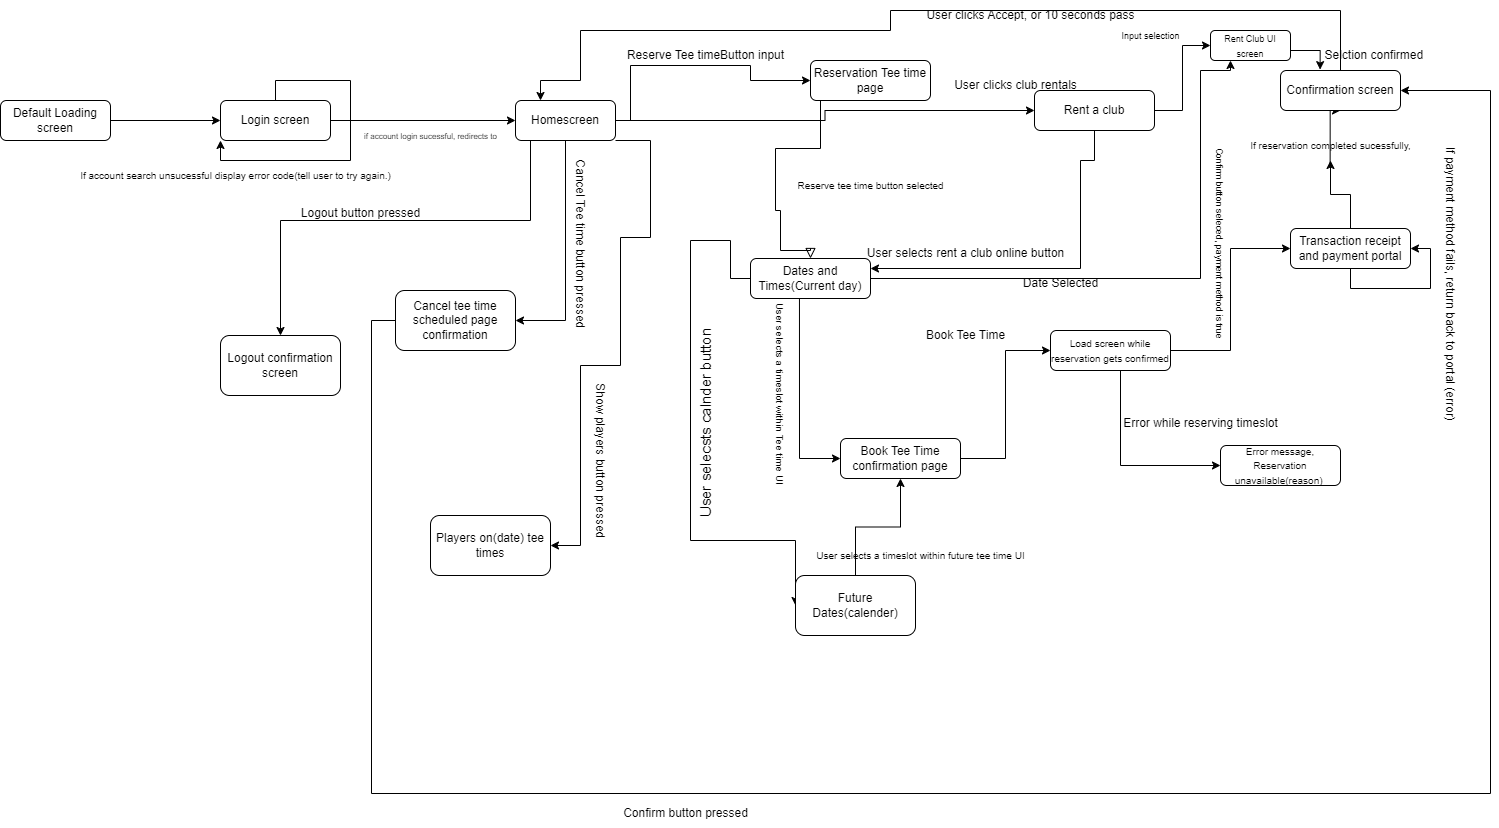 User clicks Accept, or 10 seconds pass
Input selection
Rent Club UI
screen
Selction confirmed
Reserve Tee timeButton input
Reservation Tee time
page
User clicks club rentals
Rent a club
Confirmation screen
Default Loading
screen
Login screen
Homescreen
if account login sucessful, redirects to
If account search unsucessful display error code(tell user to try again.)
If reservation completed sucessfully,
Reserve tee time button selected
Logout button pressed
Cancel Tee time button pressed
Confirm button seleced, payment method is true
If payment method fails, return back to portal (error)
Transaction receipt
and payment portal
User selects rent a club online button
Dates and
Times(Current day)
Date Selected
Cancel tee time
scheduled page
confirmation
User selects a timeslot within Tee time UI
User selecsts calnder button
Book Tee Time
Load screen while
reservation gets confirmed
Logout confirmation
screen
Show players button pressed
Error while reserving timeslot
Book Tee Time
confirmation page
Error message,
Reservation
unavailable(reason)
Players on(date) tee
times
User selects a timeslot within future tee time UI
Future
Dates(calender)
Confirm button pressed